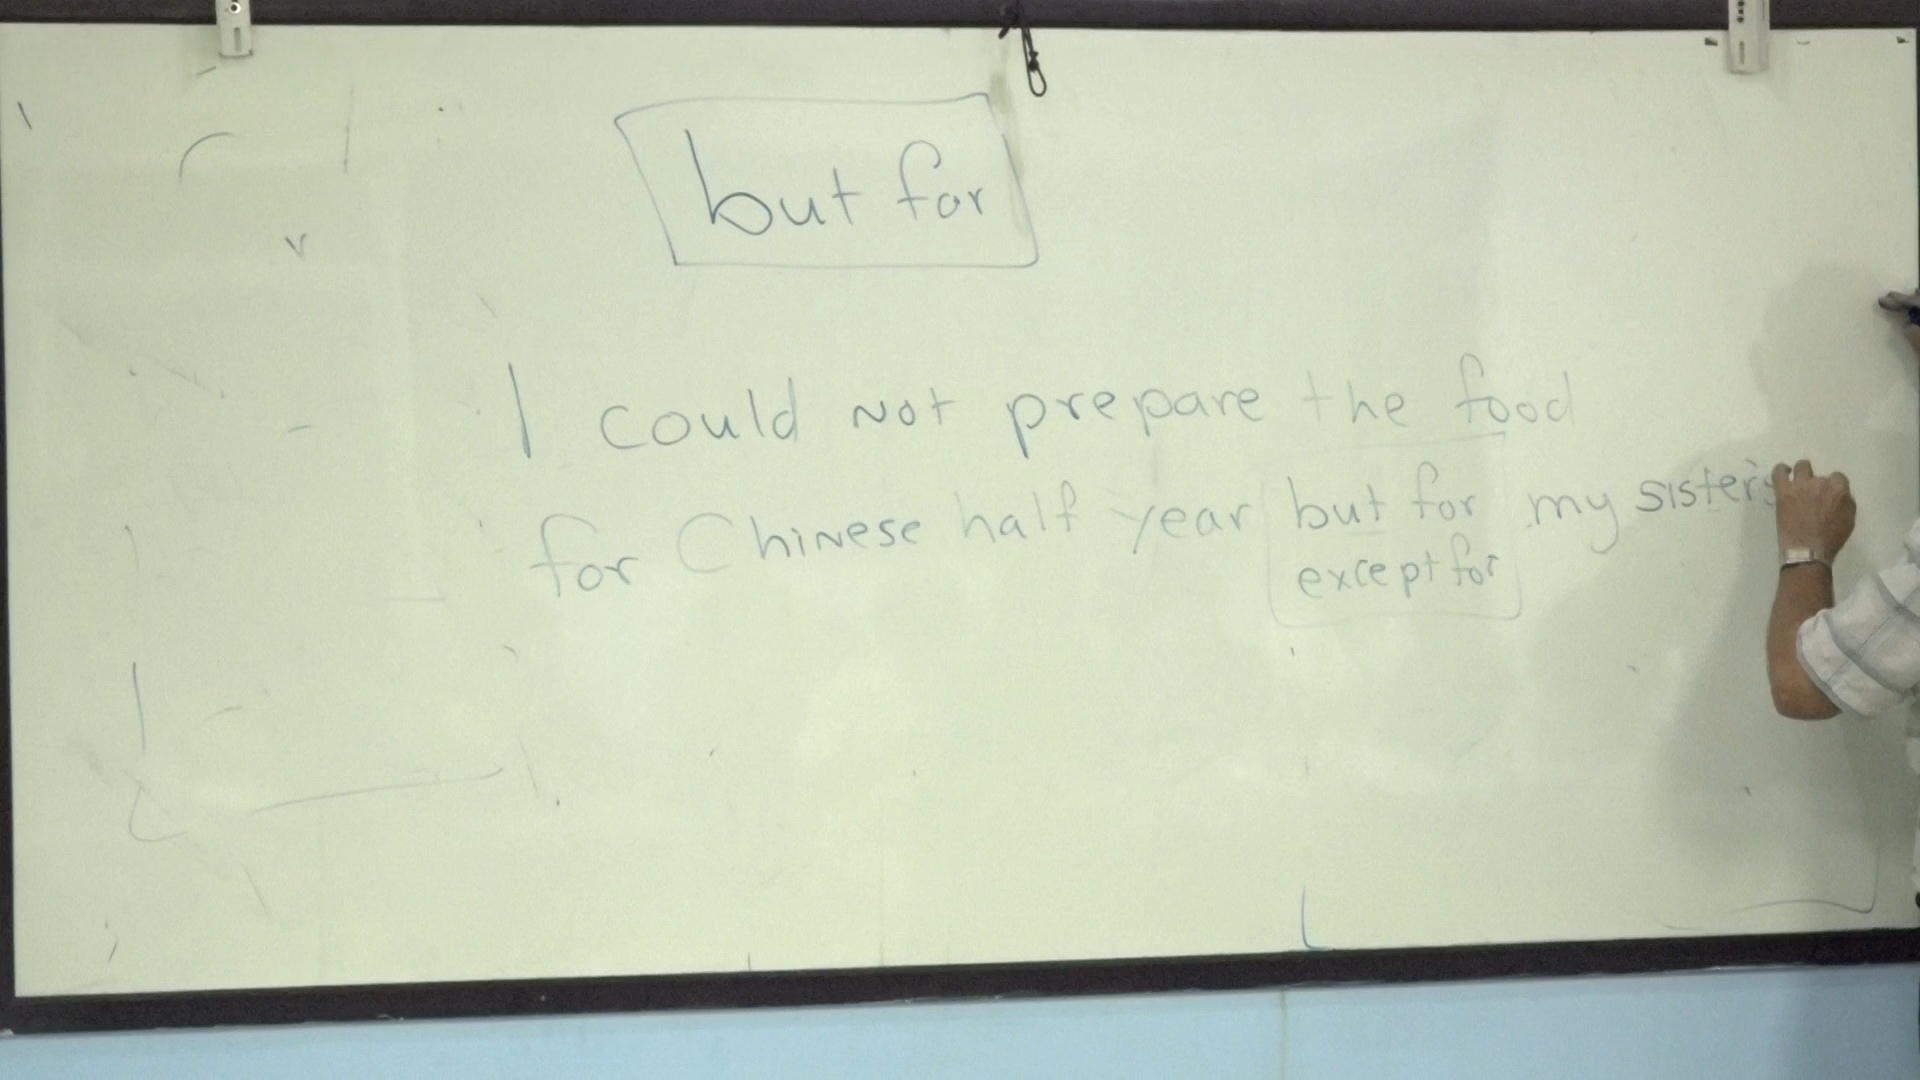 but for
I could not prepare the food
for Chinese half year but for my sister's
except for